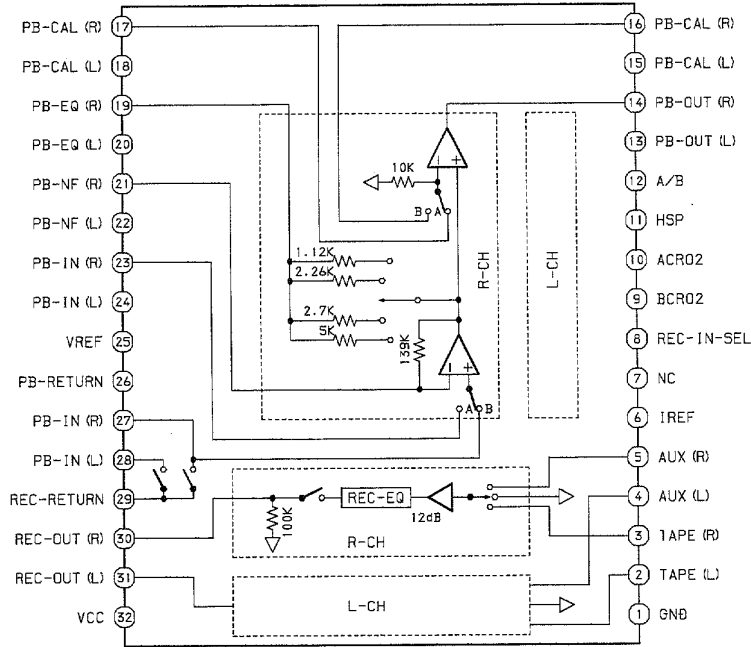 PB-CAL (R) 17
PB-CAL (L) 18
PB-EQ (R) 19
PB-EQ (L) 20
PB-NF (R) 21
PB-NF (L) 22
PB-IN (R) 23
PB-IN (L) 24
VREF 25
PB-RETURN 26
PB-IN (R) 27
PB-IN (L) 28
REC-RETURN 29
REC-OUT (R) 30
REC-OUT (L) 31
VCC 32
16 PB-CAL (R)
15 PB-CAL (L)
14 PB-OUT (R)
13 PB-OUT (L)
12 A/B
11 HSP
10 ACRO2
9 BCRO2
8 REC-IN-SEL
7 NC
6 IREF
5 AUX (R)
4 AUX (L)
3 TAPE (R)
2 TAPE (L)
1 GND
- +
10K
B A
1.12K
2.26K
2.7K
5K
139K
- +
A B
R-CH
L-CH
100K
REC-EQ
12dB
R-CH
L-CH